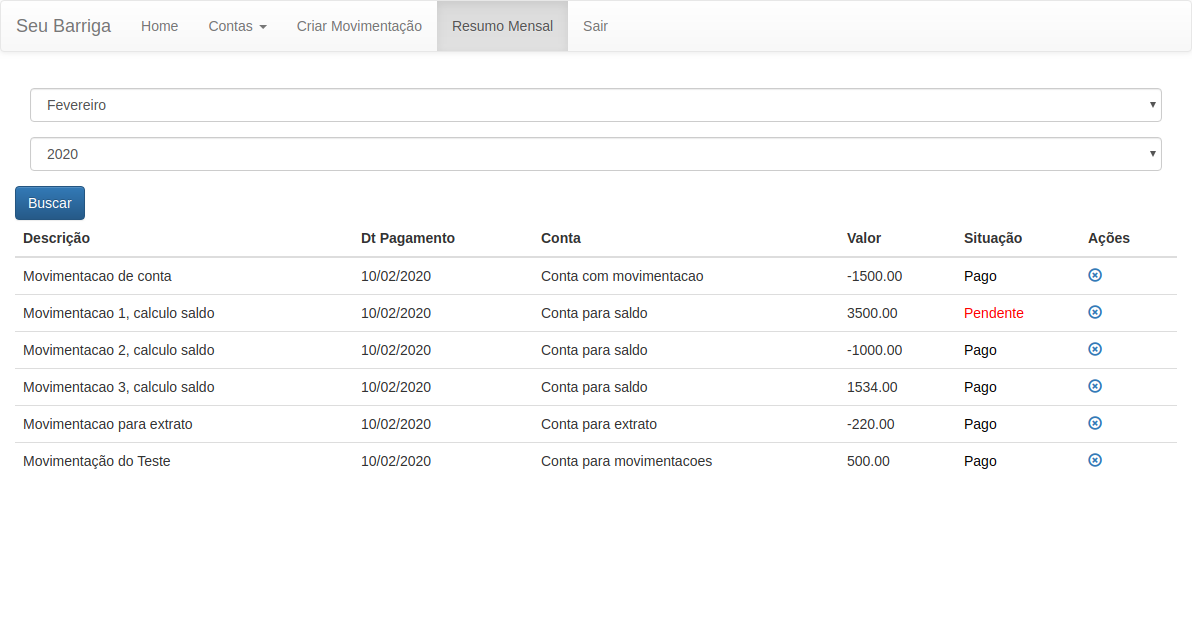 Seu Barriga Home Contas Criar Movimentação Resumo Mensal Sair
Fevereiro
2020
Buscar
Descrição Dt Pagamento Conta Valor Situação Ações
Movimentacao de conta 10/02/2020 Conta com movimentacao -1500.00 Pago
Movimentacao 1, calculo saldo 10/02/2020 Conta para saldo 3500.00 Pendente
Movimentacao 2, calculo saldo 10/02/2020 Conta para saldo -1000.00 Pago
Movimentacao 3, calculo saldo 10/02/2020 Conta para saldo 1534.00 Pago
Movimentacao para extrato 10/02/2020 Conta para extrato -220.00 Pago
Movimentação do Teste 10/02/2020 Conta para movimentacoes 500.00 Pago